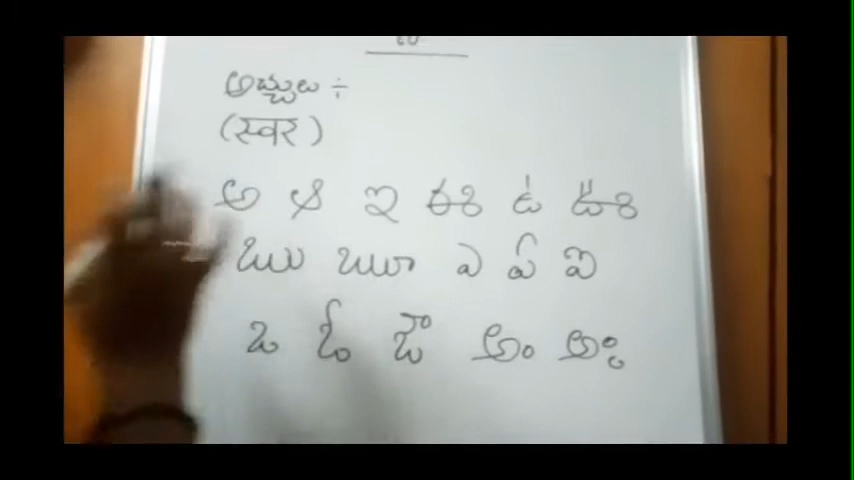 అచ్చులు ÷
(स्वर)
అ ఆ ఇ ఈ ఉ ఊ
ఋ ౠ ఎ ఏ ఐ
ఒ ఓ ఔ అం అః